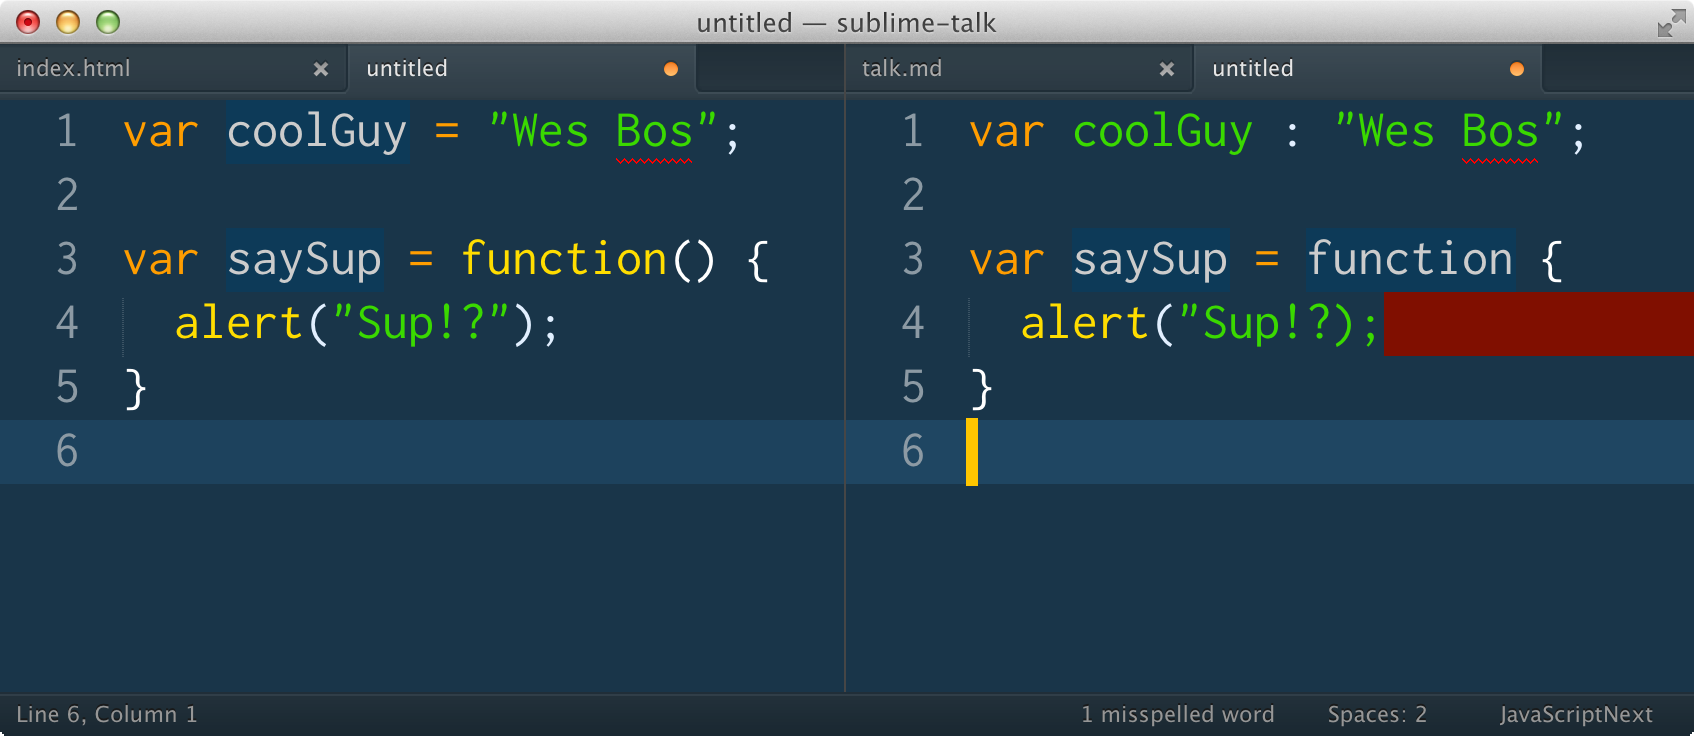 untitled — sublime-talk
index.html
untitled
talk.md
untitled
1 var coolGuy = "Wes Bos";
2
3 var saySup = function() {
4 alert("Sup!?");
5 }
6
1 var coolGuy : "Wes Bos";
2
3 var saySup = function {
4 alert("Sup!?);
5 }
6
Line 6, Column 1
1 misspelled word
Spaces: 2
JavaScriptNext